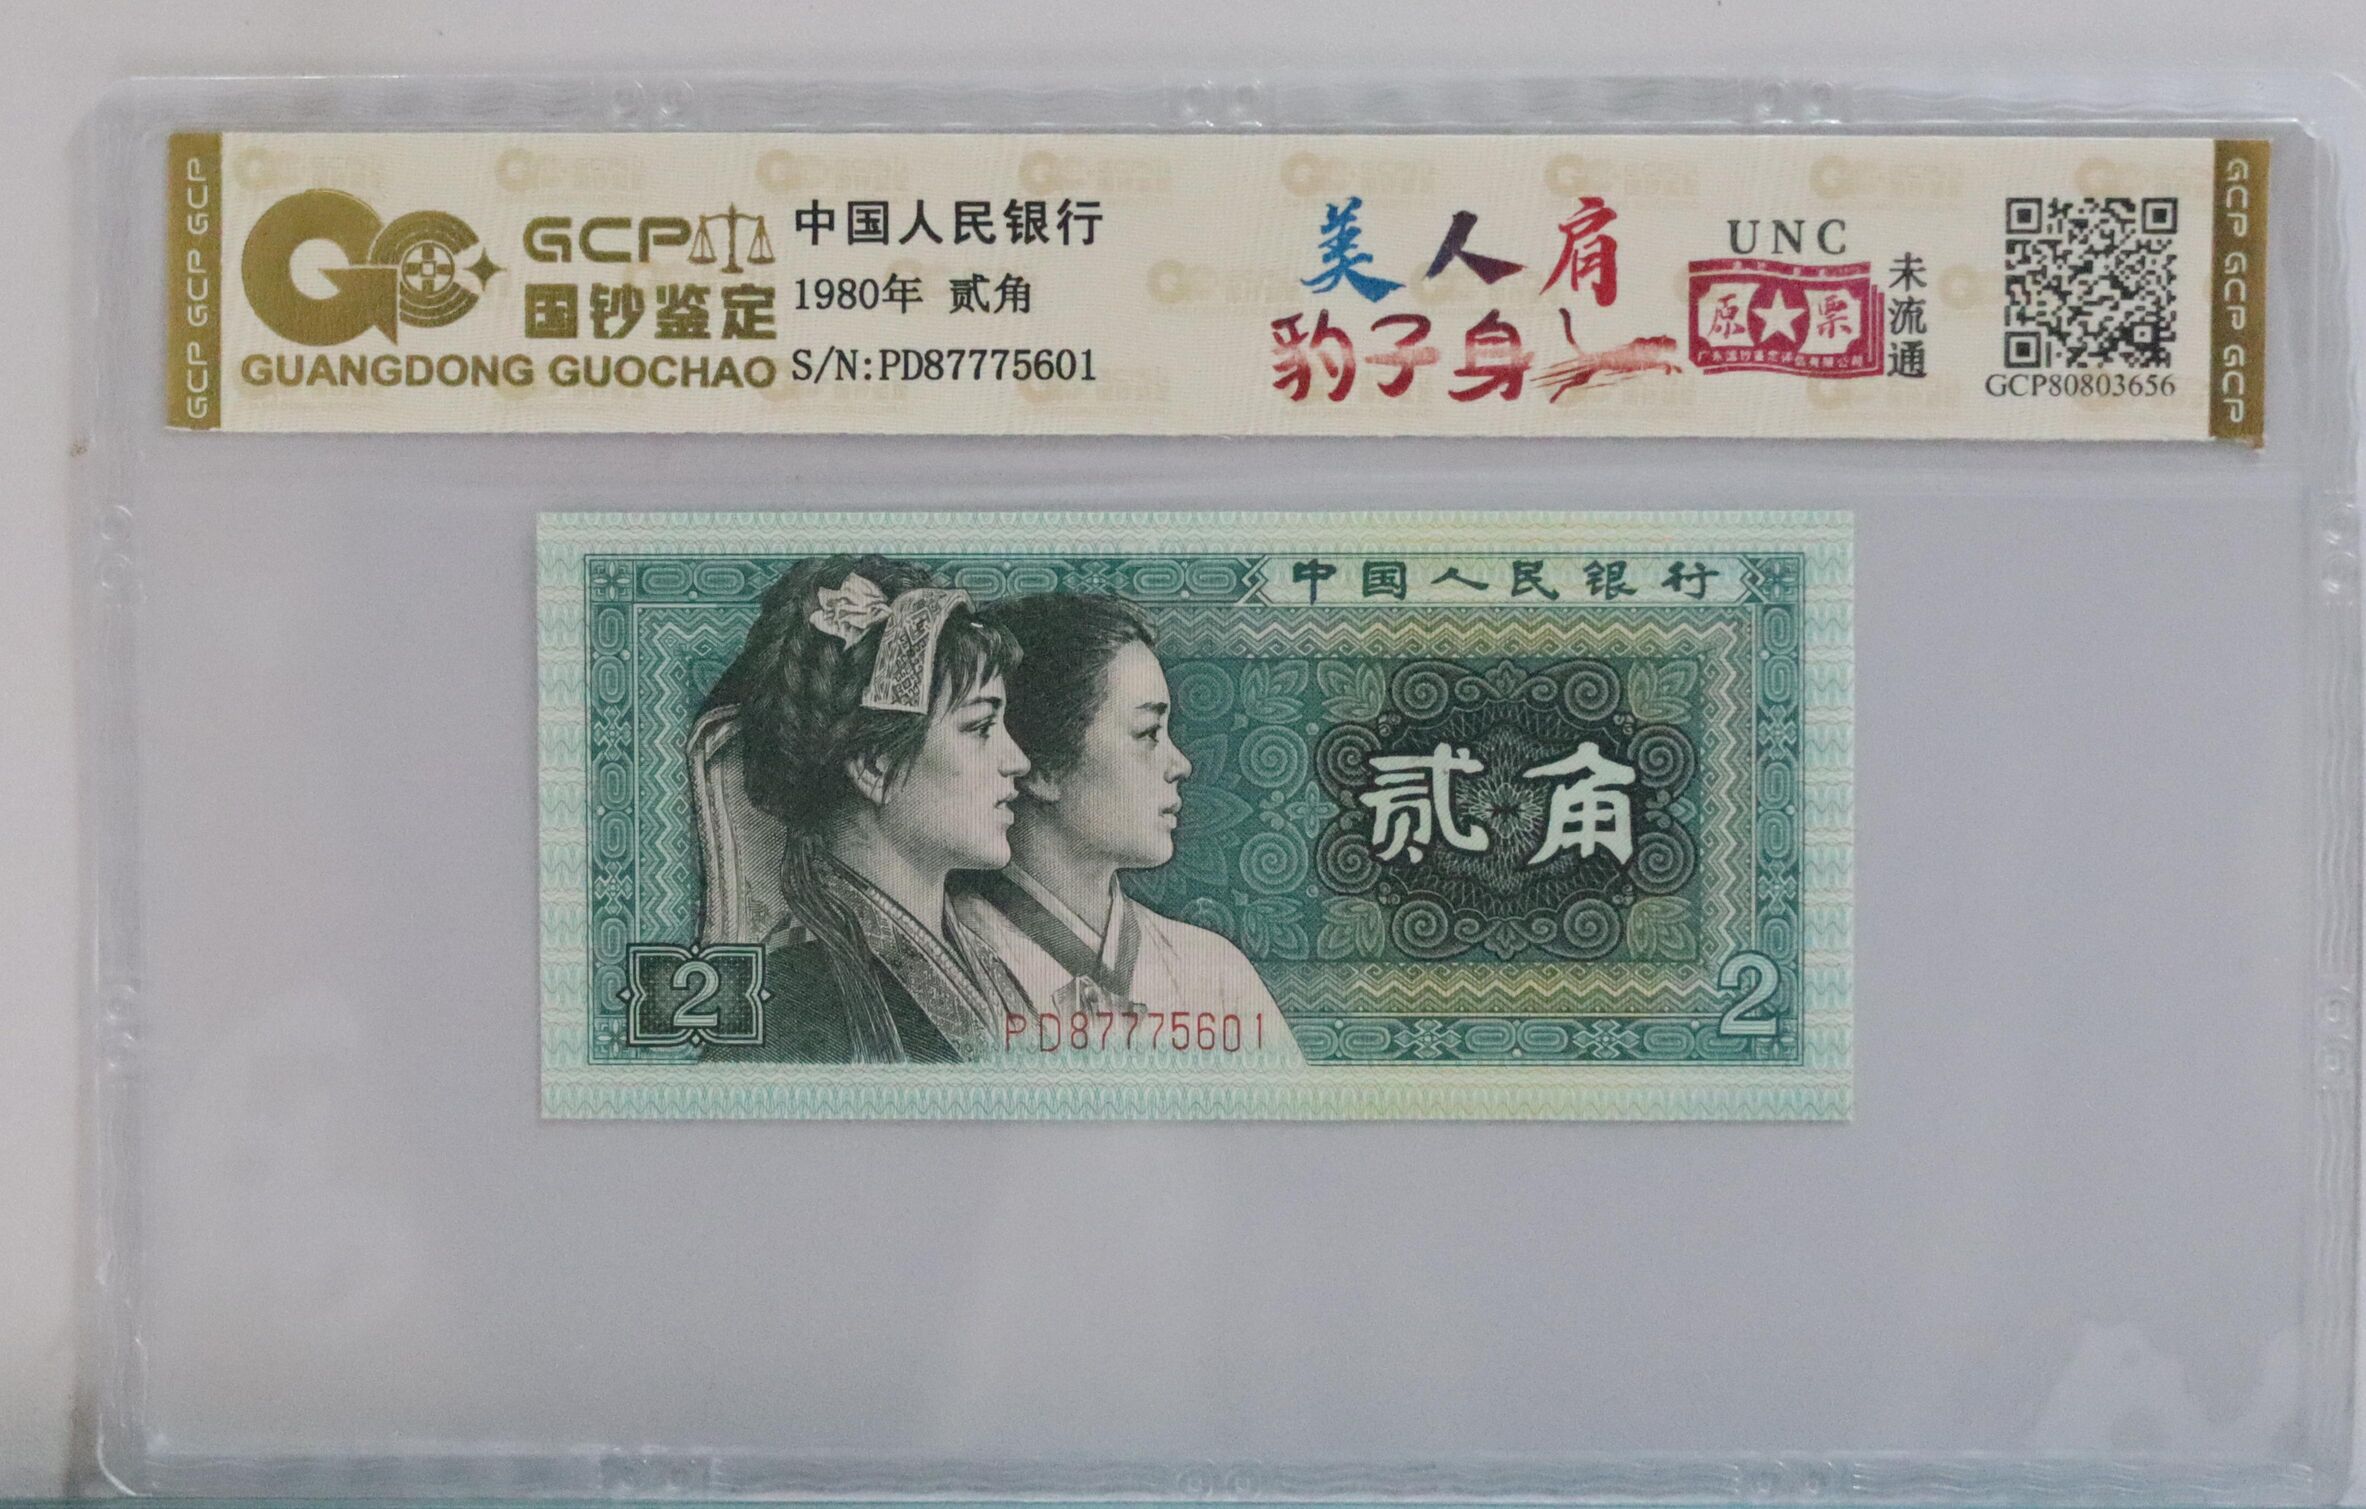 GCP GCP GCP
GCP
国钞鉴定
GUANGDONG GUOCHAO
中国人民银行
1980年 贰角
S/N:PD87775601
美人肩
豹子身
UNC
原票
未流通
GCP80803656
GCP GCP GCP
中国人民银行
贰角
2
PD87775601
2